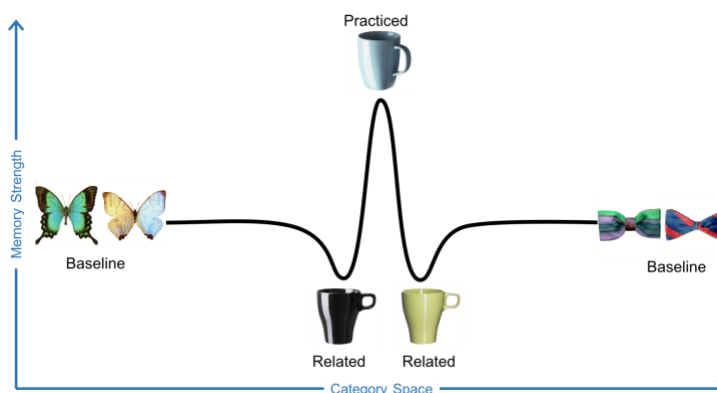 Practiced
Memory Strength
Baseline
Baseline
Related
Related
Category Space